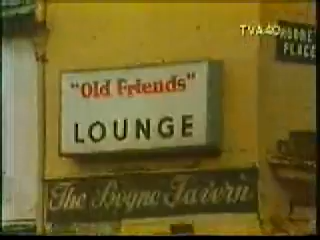 TVA40
PLACE
"Old Friends"
LOUNGE
The Boyne Tavern